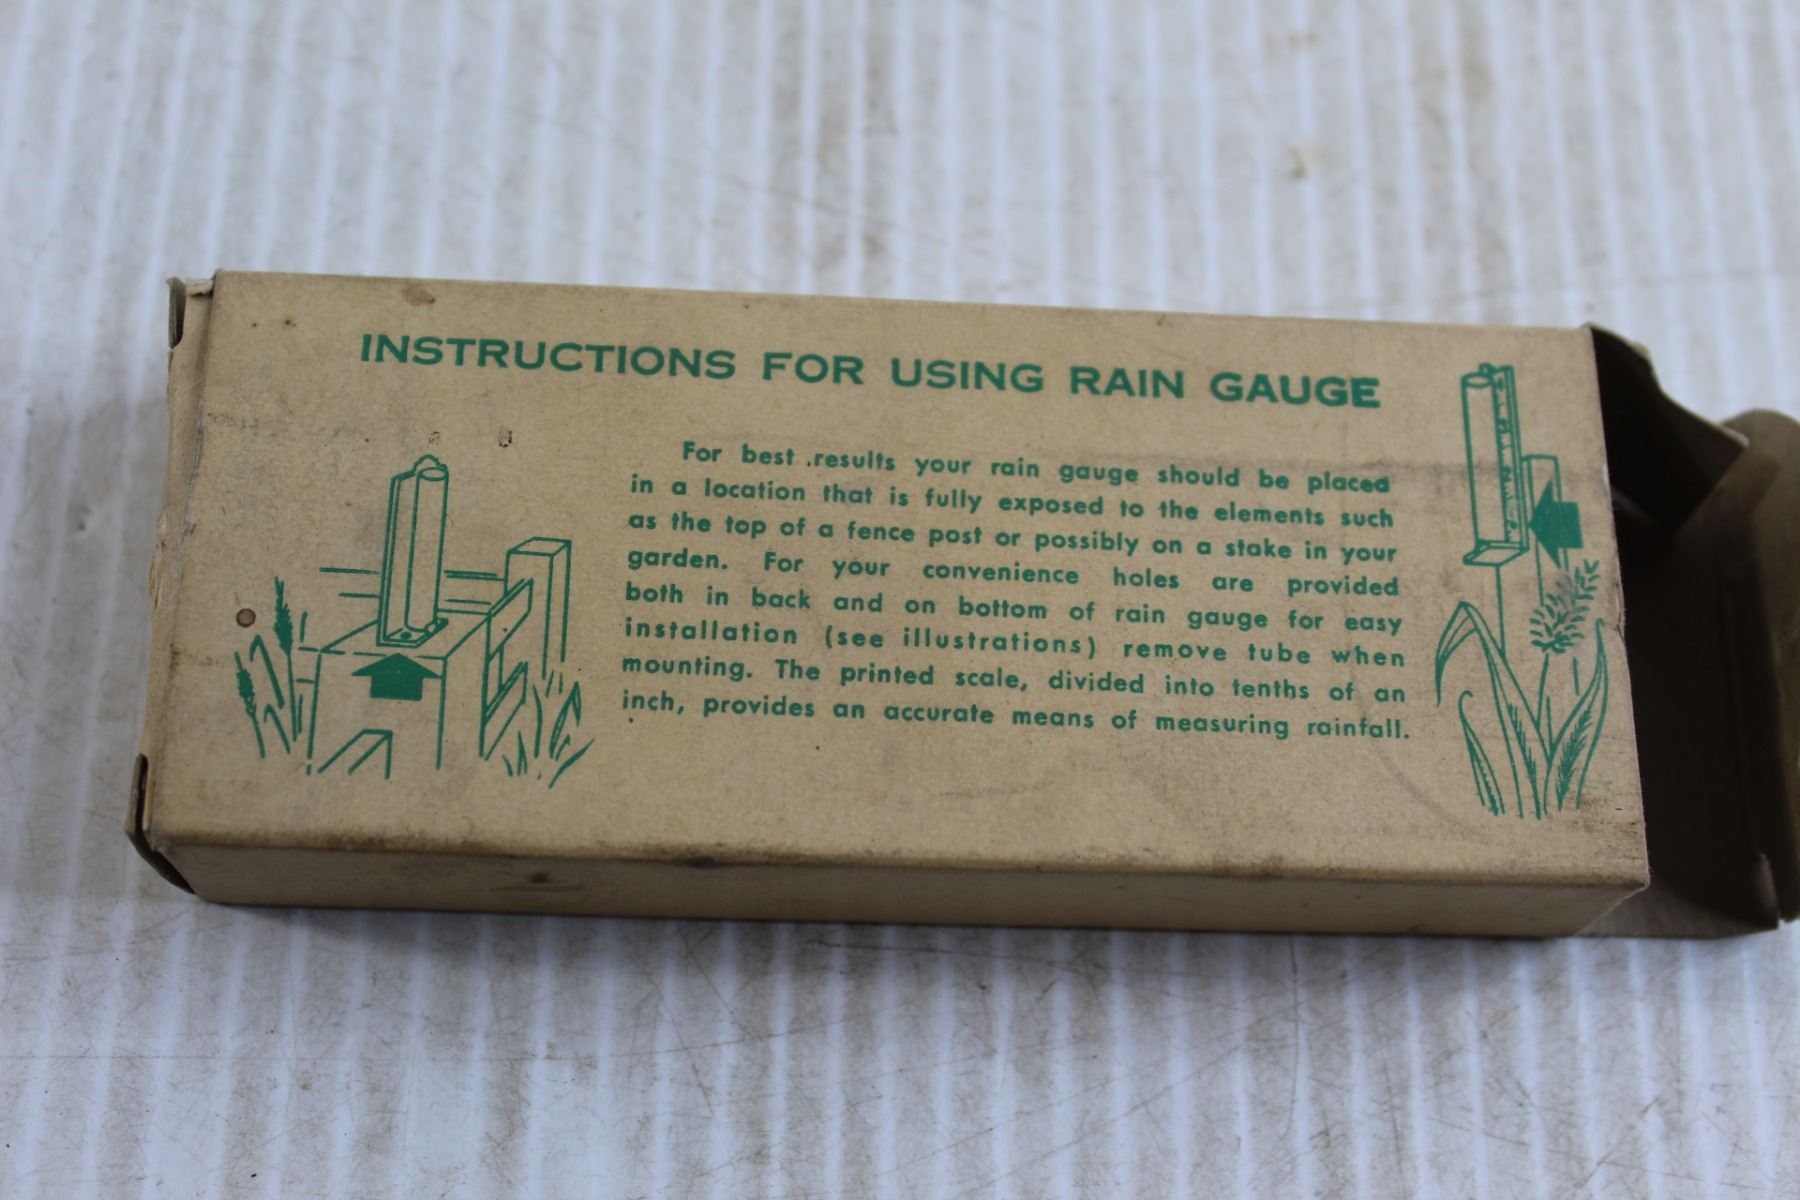 INSTRUCTIONS FOR USING RAIN GAUGE
For best .results your rain gauge should be placed
in a location that is fully exposed to the elements such
as the top of a fence post or possibly on a stake in your
garden. For your convenience holes are provided
both in back and on bottom of rain gauge for easy
installation (see illustrations) remove tube when
mounting. The printed scale, divided into tenths of an
inch, provides an accurate means of measuring rainfall.